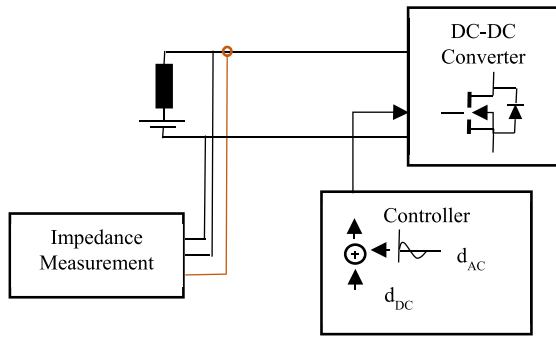 DC-DC
Converter
Controller
d_AC
d_DC
Impedance
Measurement